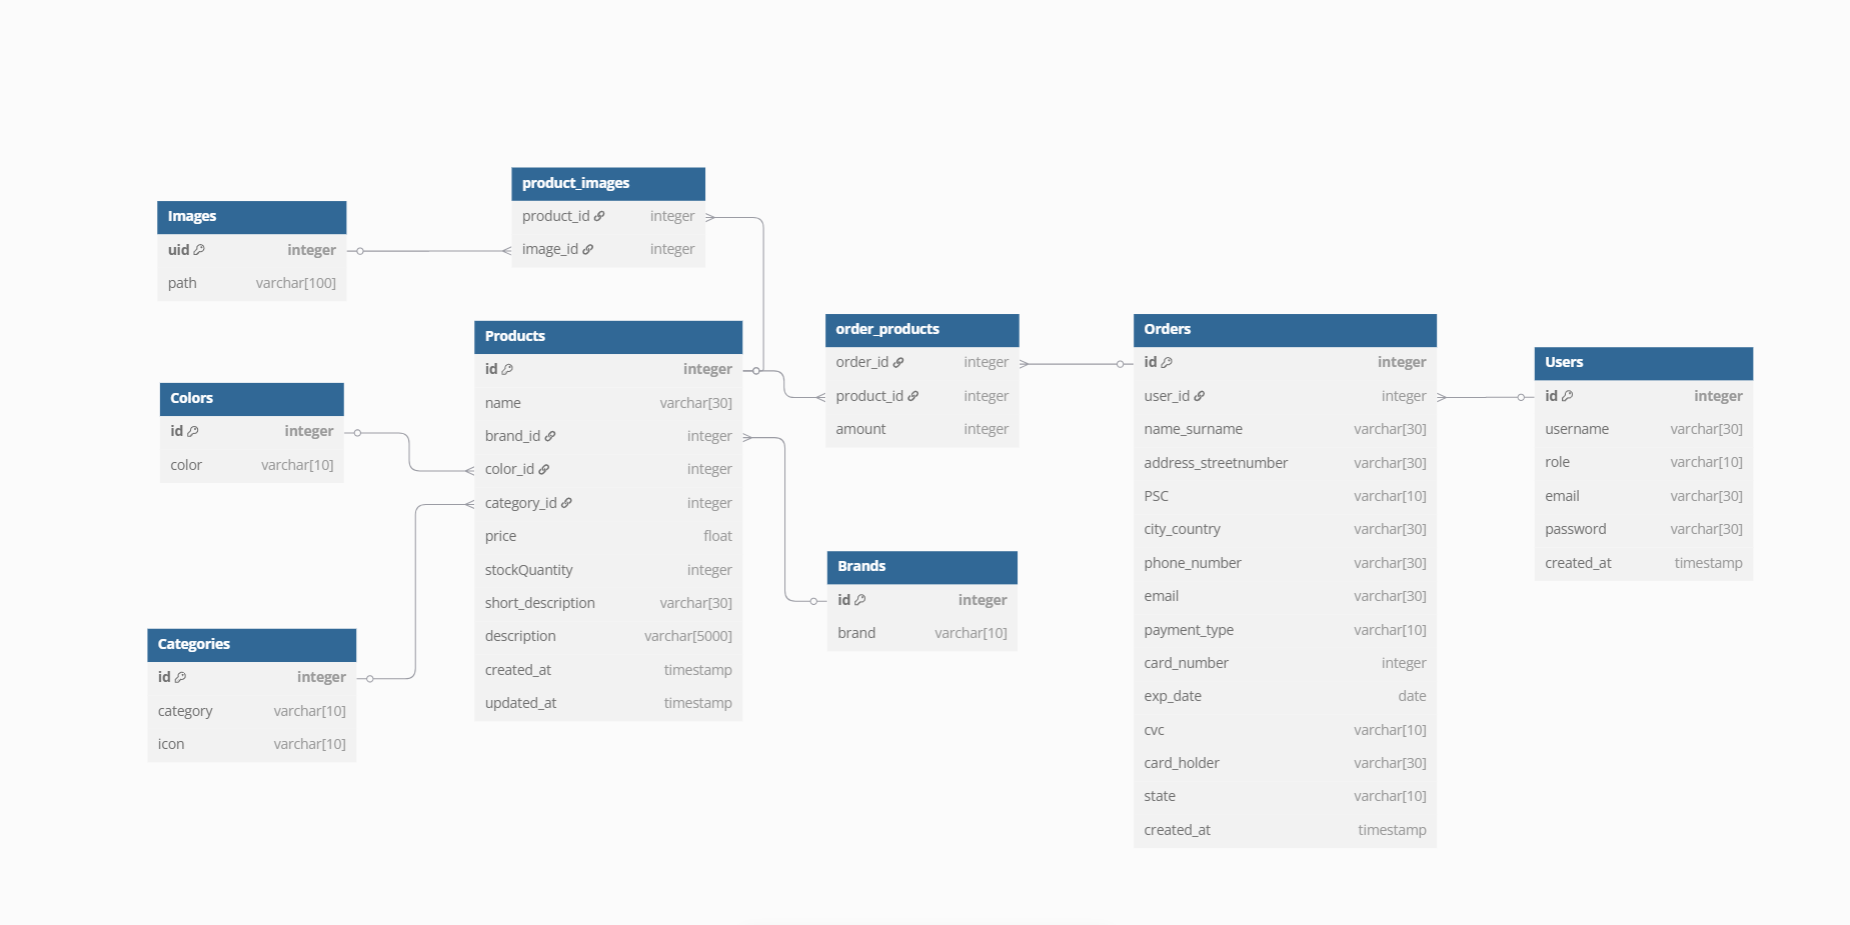 Images
uid integer
path varchar[100]
product_images
product_id integer
image_id integer
Colors
id integer
color varchar[10]
Categories
id integer
category varchar[10]
icon varchar[10]
Products
id integer
name varchar[30]
brand_id integer
color_id integer
category_id integer
price float
stockQuantity integer
short_description varchar[30]
description varchar[5000]
created_at timestamp
updated_at timestamp
order_products
order_id integer
product_id integer
amount integer
Brands
id integer
brand varchar[10]
Orders
id integer
user_id integer
name_surname varchar[30]
address_streetnumber varchar[30]
PSC varchar[10]
city_country varchar[30]
phone_number varchar[30]
email varchar[30]
payment_type varchar[10]
card_number integer
exp_date date
cvc varchar[10]
card_holder varchar[30]
state varchar[10]
created_at timestamp
Users
id integer
username varchar[30]
role varchar[10]
email varchar[30]
password varchar[30]
created_at timestamp